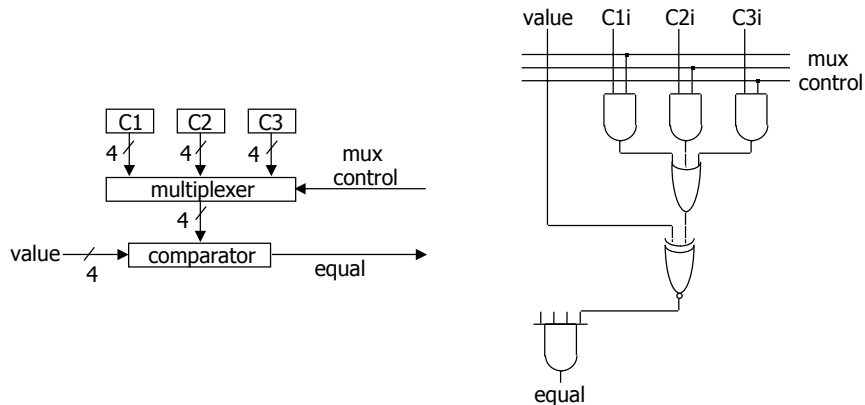 C1 C2 C3
4 4 4
mux
control
multiplexer
4
value
4
comparator
equal
value C1i C2i C3i
mux
control
equal